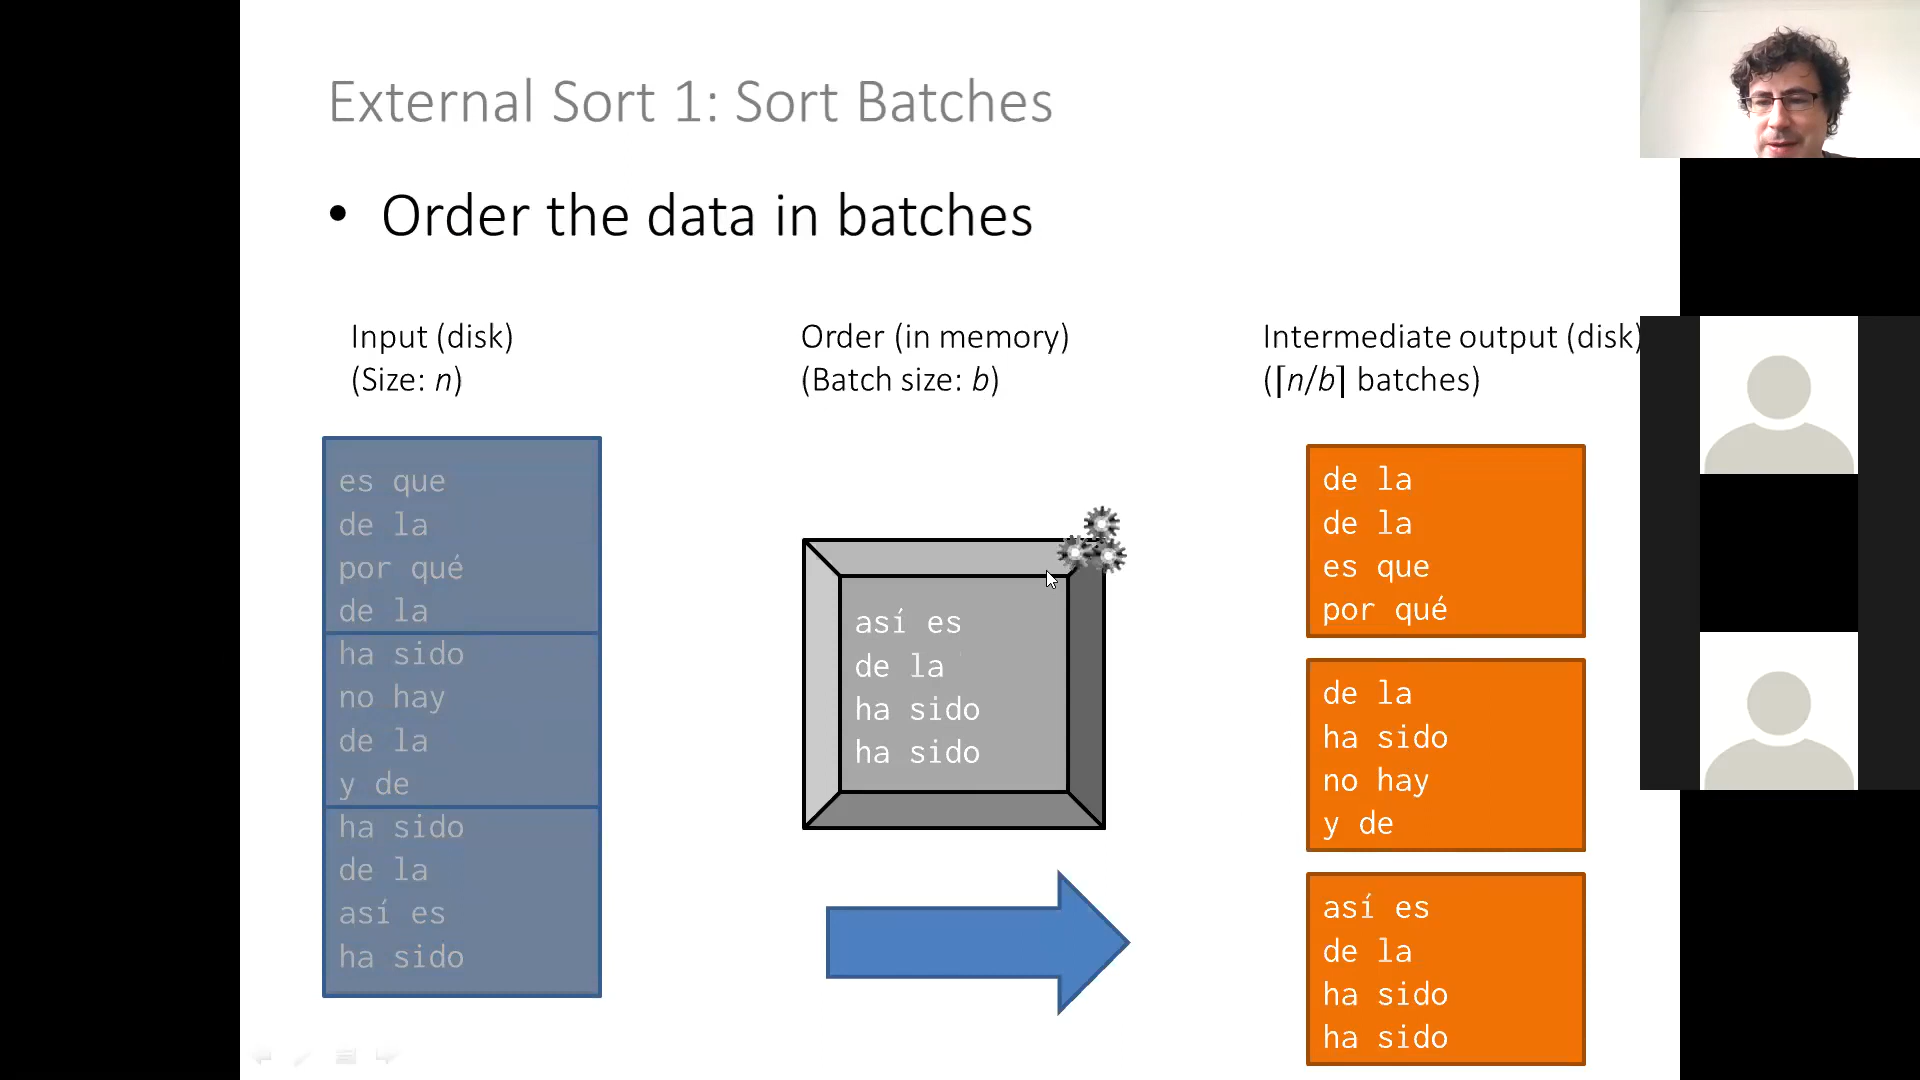 External Sort 1: Sort Batches
• Order the data in batches
Input (disk)
(Size: n)
es que
de la
por qué
de la
ha sido
no hay
de la
y de
ha sido
de la
así es
ha sido
Order (in memory)
(Batch size: b)
así es
de la
ha sido
ha sido
Intermediate output (disk)
(⌈n/b⌉ batches)
de la
de la
es que
por qué
de la
ha sido
no hay
y de
así es
de la
ha sido
ha sido